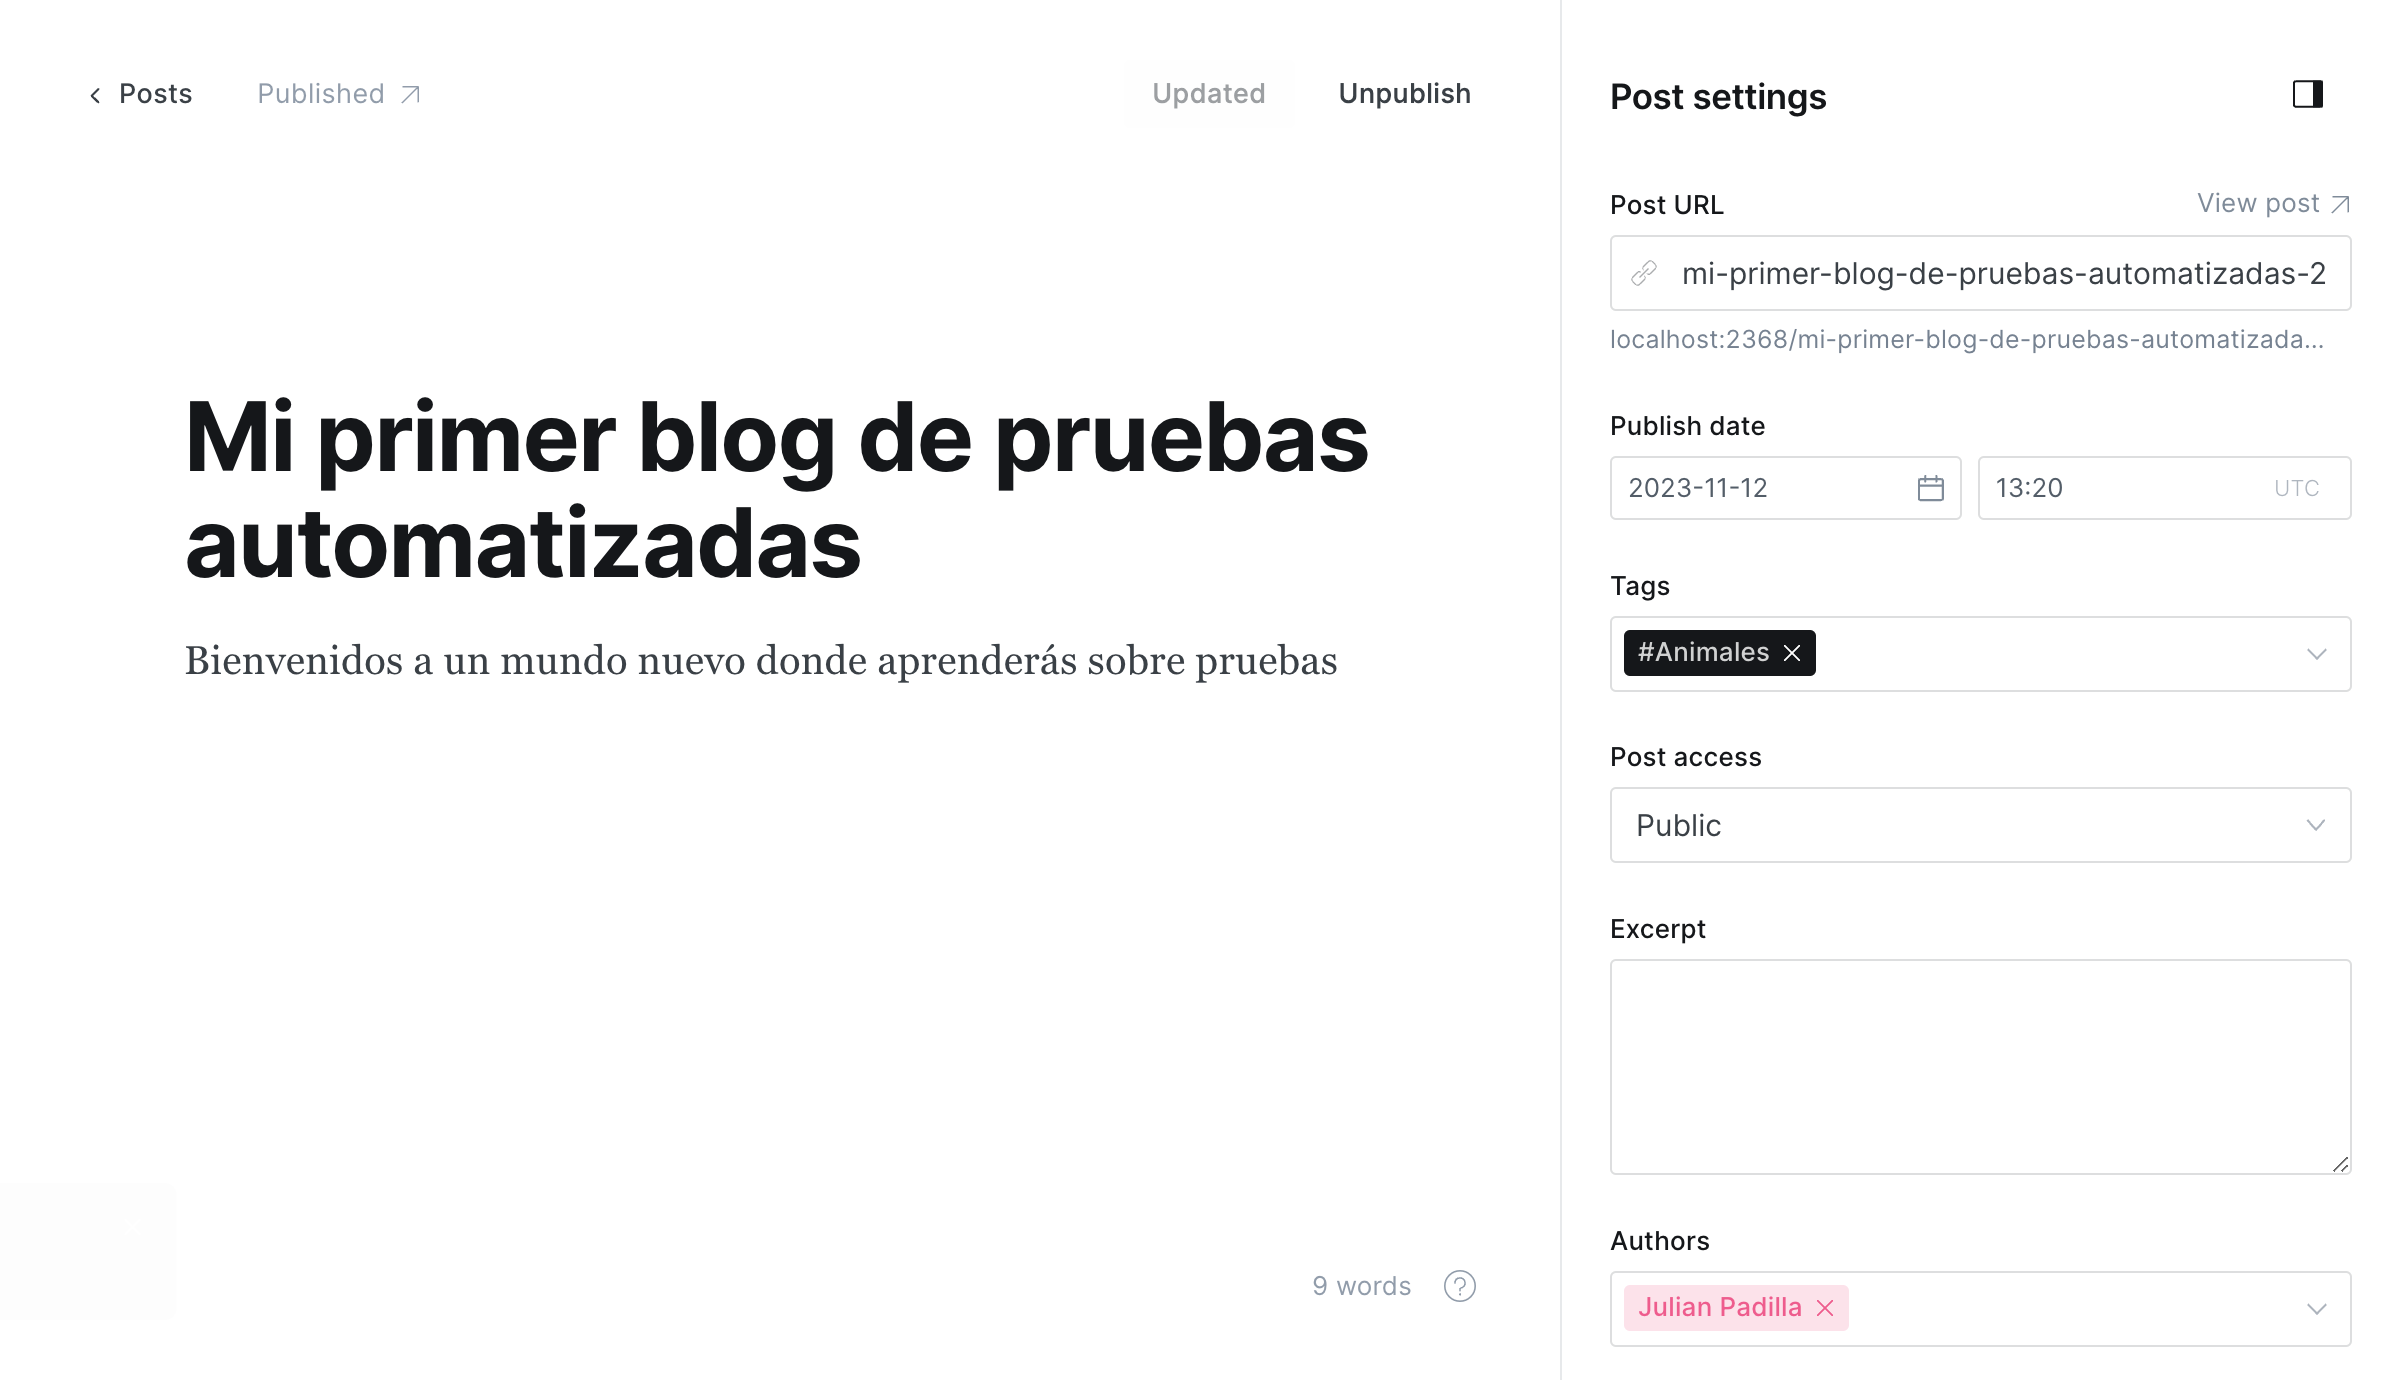 Posts
Published
Updated
Unpublish
Mi primer blog de pruebas
automatizadas
Bienvenidos a un mundo nuevo donde aprenderás sobre pruebas
9 words
?
Post settings
Post URL
View post
mi-primer-blog-de-pruebas-automatizadas-2
localhost:2368/mi-primer-blog-de-pruebas-automatizada...
Publish date
2023-11-12
13:20 UTC
Tags
#Animales
Post access
Public
Excerpt
Authors
Julian Padilla